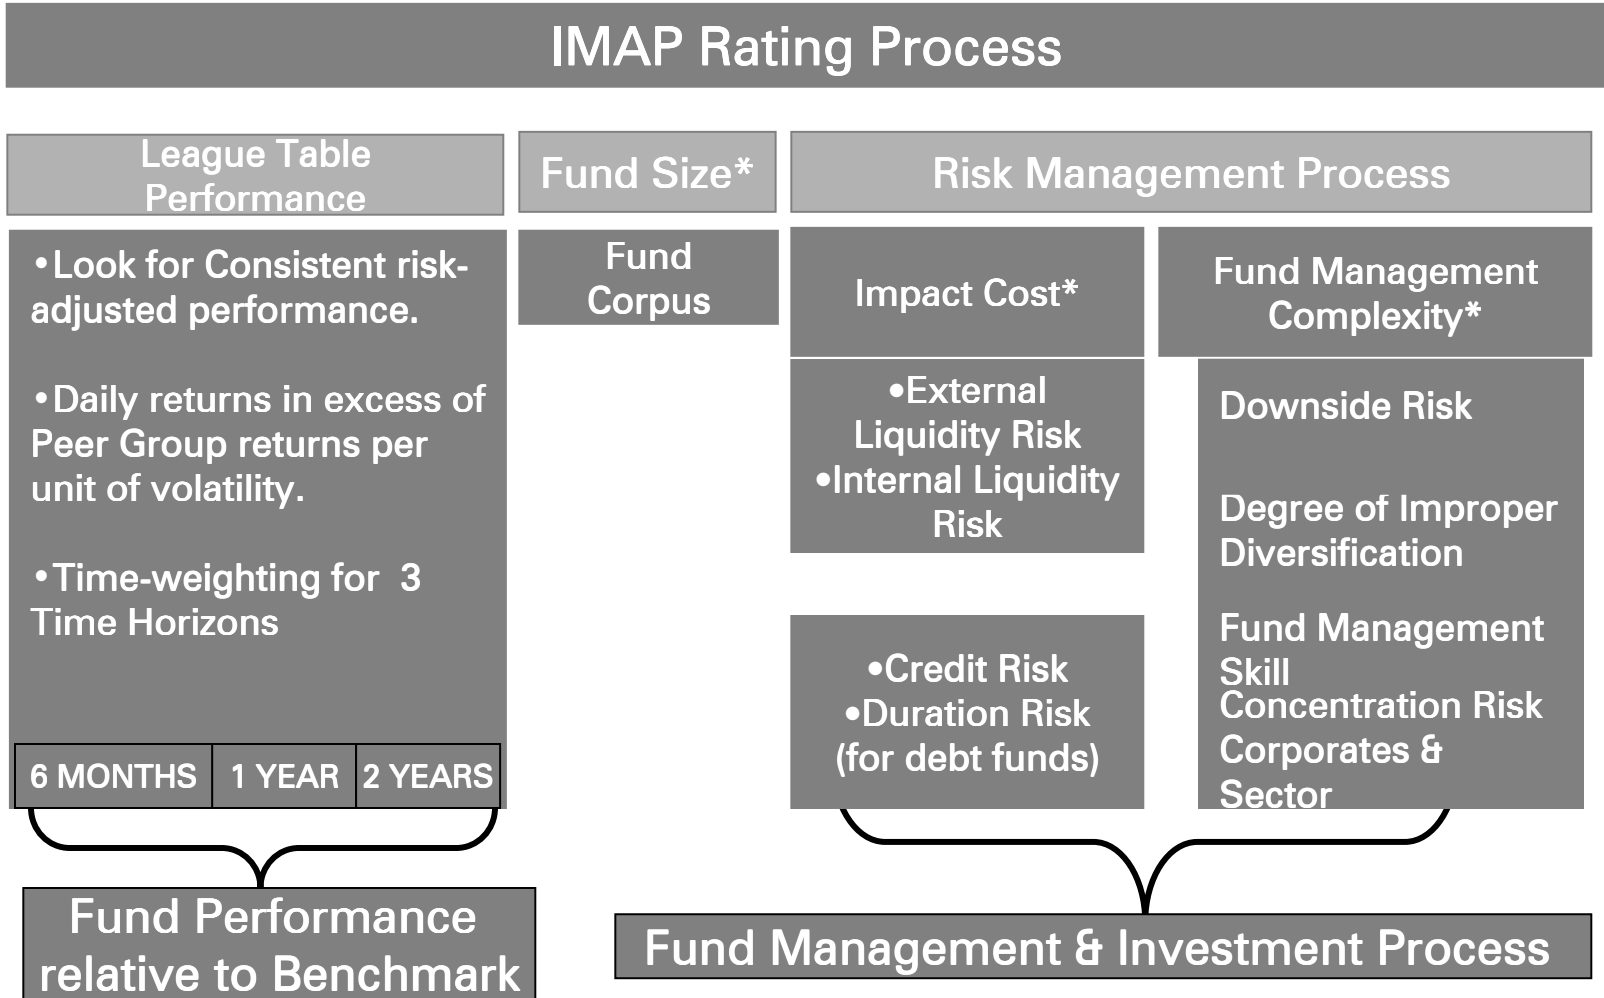 IMAP Rating Process
League Table
Performance
•Look for Consistent risk-
adjusted performance.
•Daily returns in excess of
Peer Group returns per
unit of volatility.
•Time-weighting for 3
Time Horizons
6 MONTHS
1 YEAR
2 YEARS
Fund Performance
relative to Benchmark
Fund Size*
Fund
Corpus
Risk Management Process
Impact Cost*
•External
Liquidity Risk
•Internal Liquidity
Risk
•Credit Risk
•Duration Risk
(for debt funds)
Fund Management
Complexity*
Downside Risk
Degree of Improper
Diversification
Fund Management
Skill
Concentration Risk
Corporates &
Sector
Fund Management & Investment Process